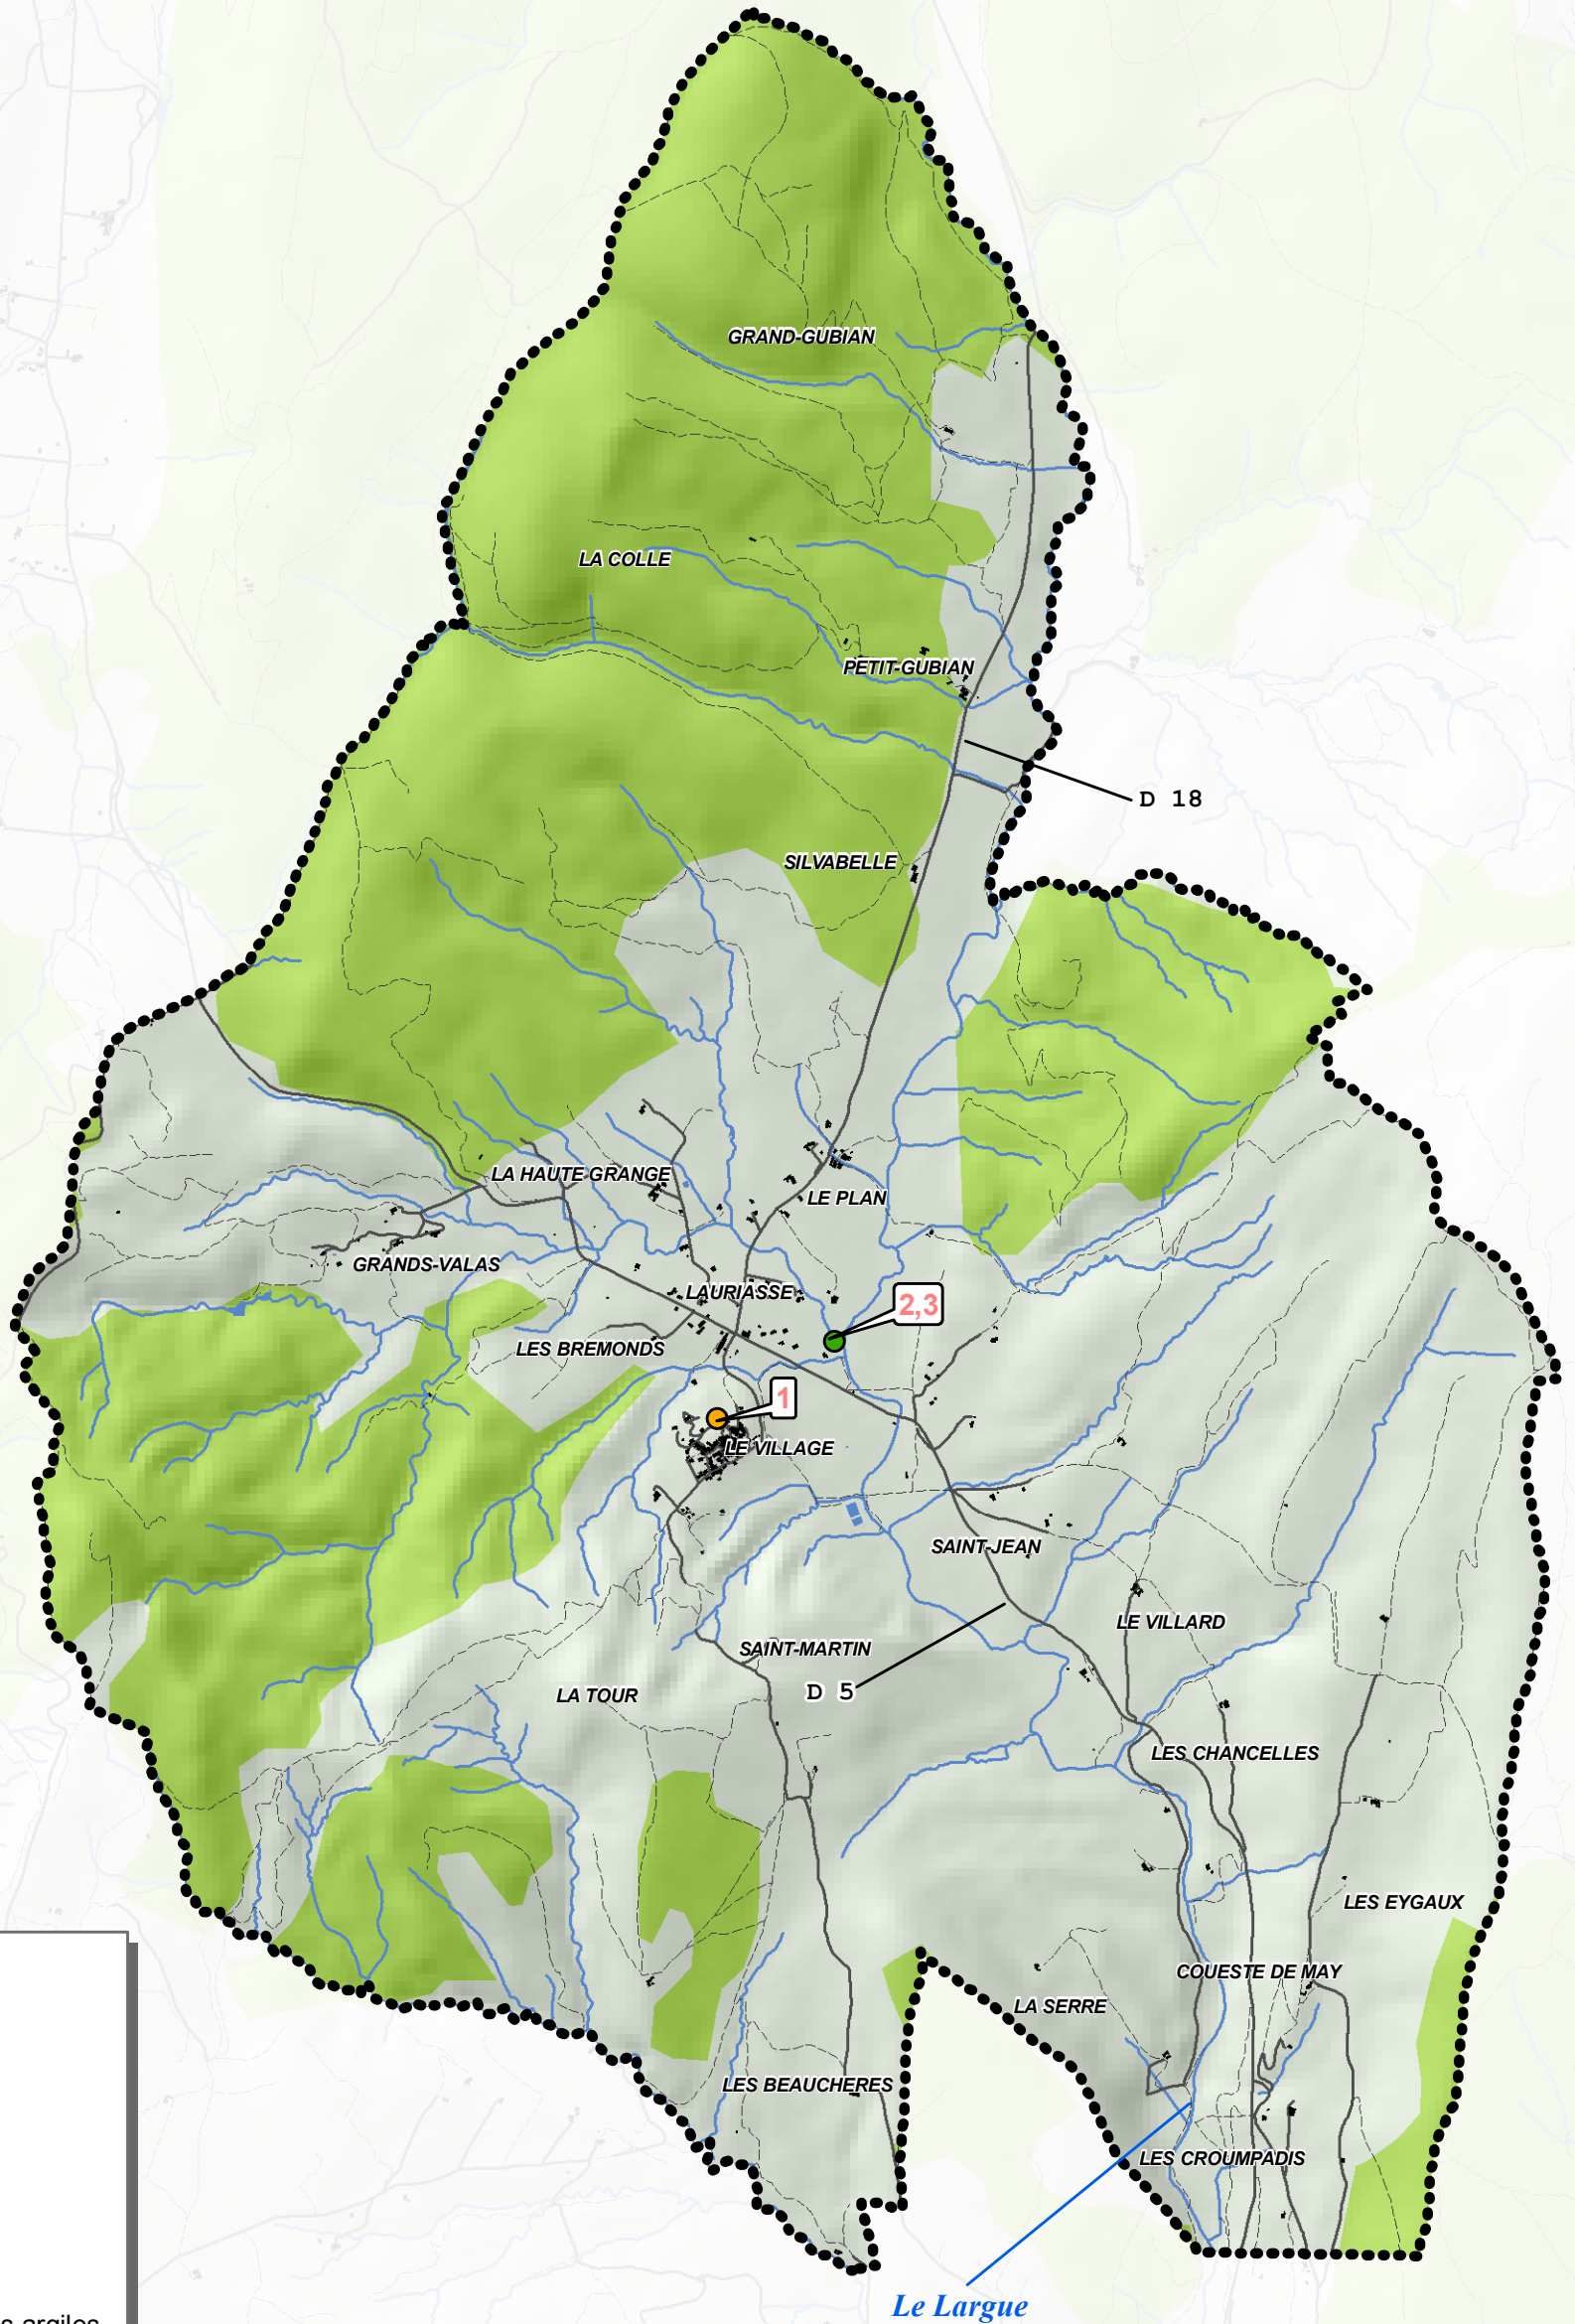 GRAND-GUBIAN
LA COLLE
PETIT-GUBIAN
D 18
SILVABELLE
LA HAUTE GRANGE
LE PLAN
GRANDS-VALAS
LAURIASSE
2,3
LES BREMONDS
1
LE VILLAGE
SAINT-JEAN
LE VILLARD
SAINT-MARTIN
D 5
LA TOUR
LES CHANCELLES
LES EYGAUX
COUESTE DE MAY
LA SERRE
LES BEAUCHERES
LES CROUMPADIS
Le Largue
argiles